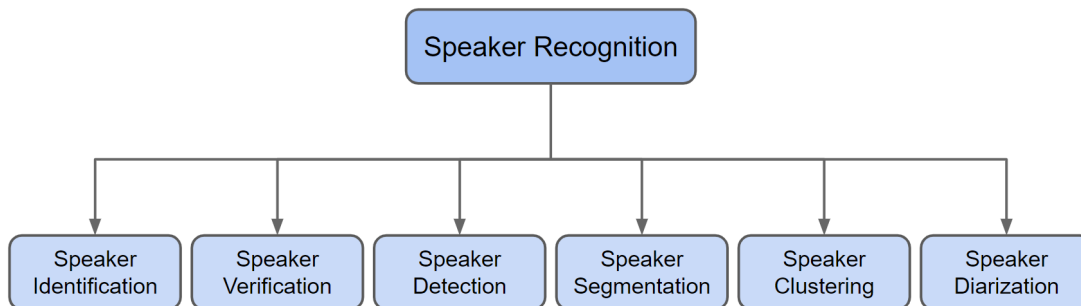 Speaker Recognition
Speaker
Identification
Speaker
Verification
Speaker
Detection
Speaker
Segmentation
Speaker
Clustering
Speaker
Diarization